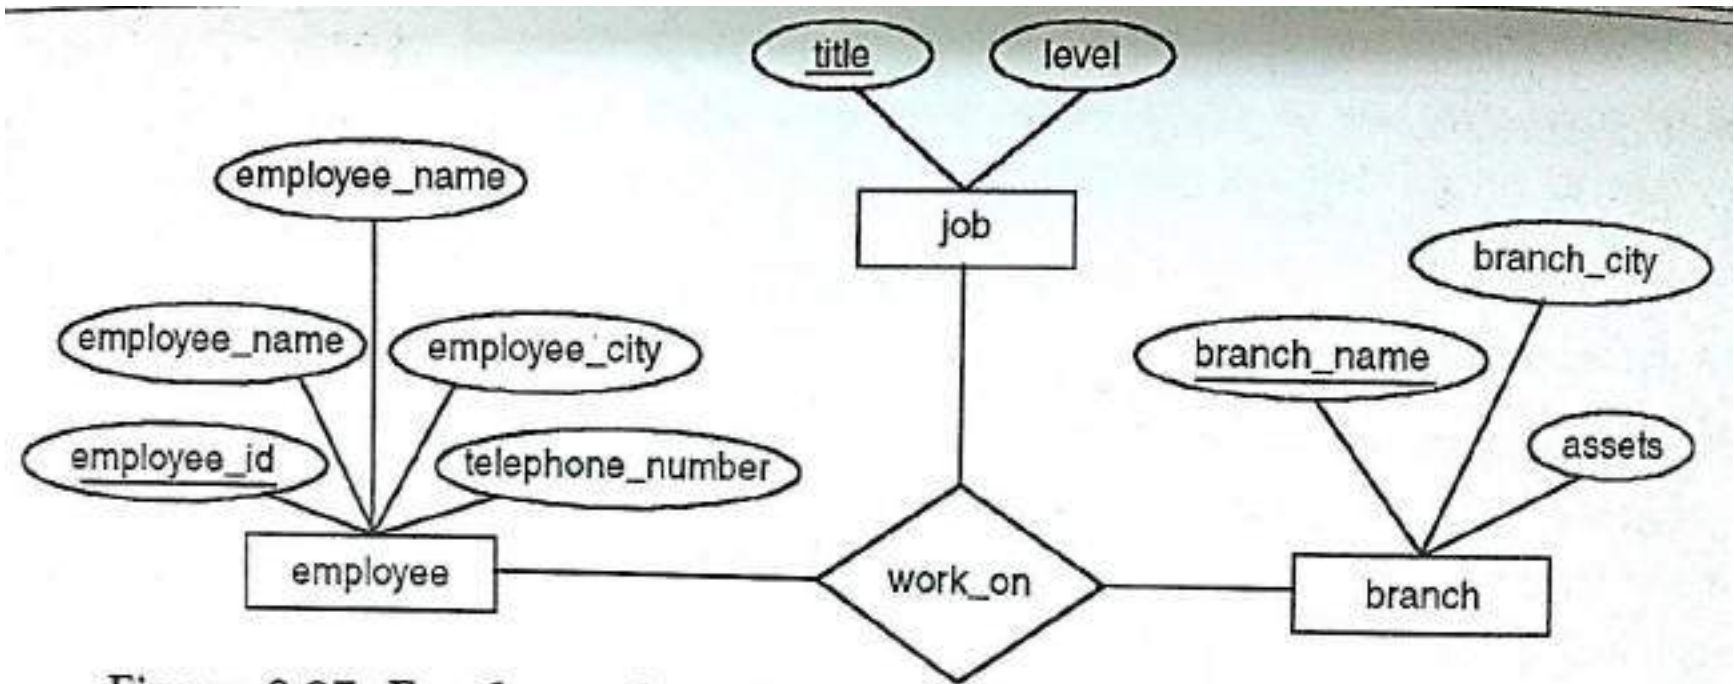 title
level
employee_name
job
branch_city
employee_name
employee_city
branch_name
employee_id
telephone_number
assets
employee
work_on
branch